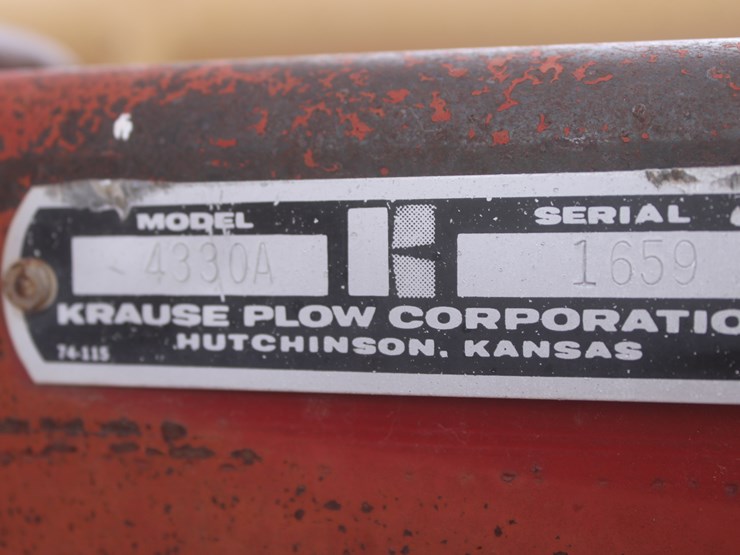 MODEL SERIAL
4330A 1659
KRAUSE PLOW CORPORATIO
HUTCHINSON, KANSAS
74-115